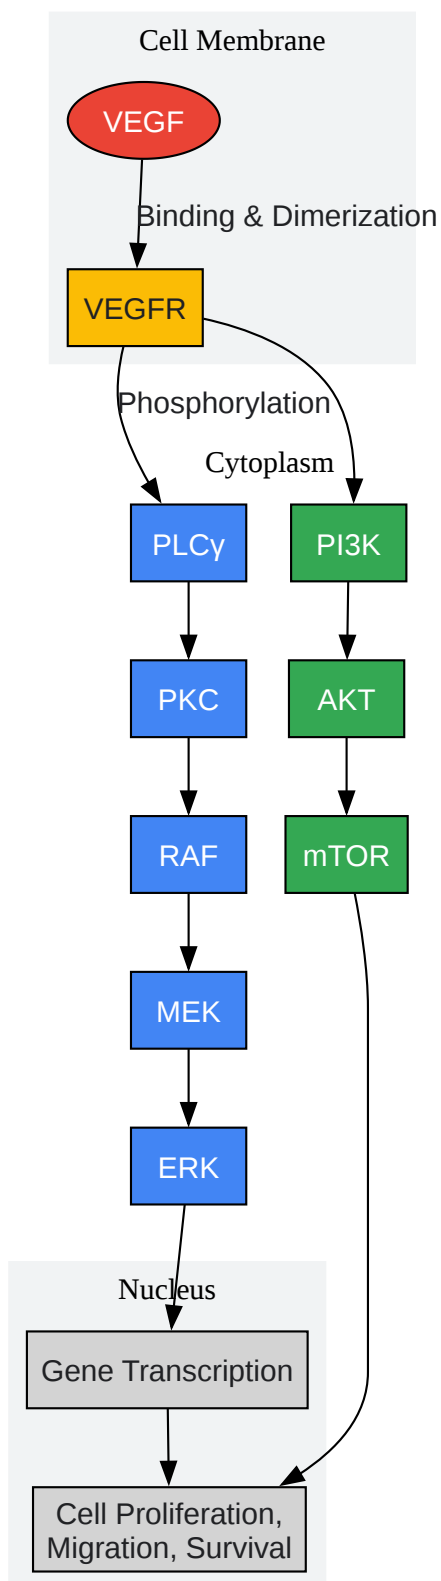 Cell Membrane
VEGF
Binding & Dimerization
VEGFR
Phosphorylation
Cytoplasm
PLCγ
PI3K
PKC
AKT
RAF
mTOR
MEK
ERK
Nucleus
Gene Transcription
Cell Proliferation,
Migration, Survival